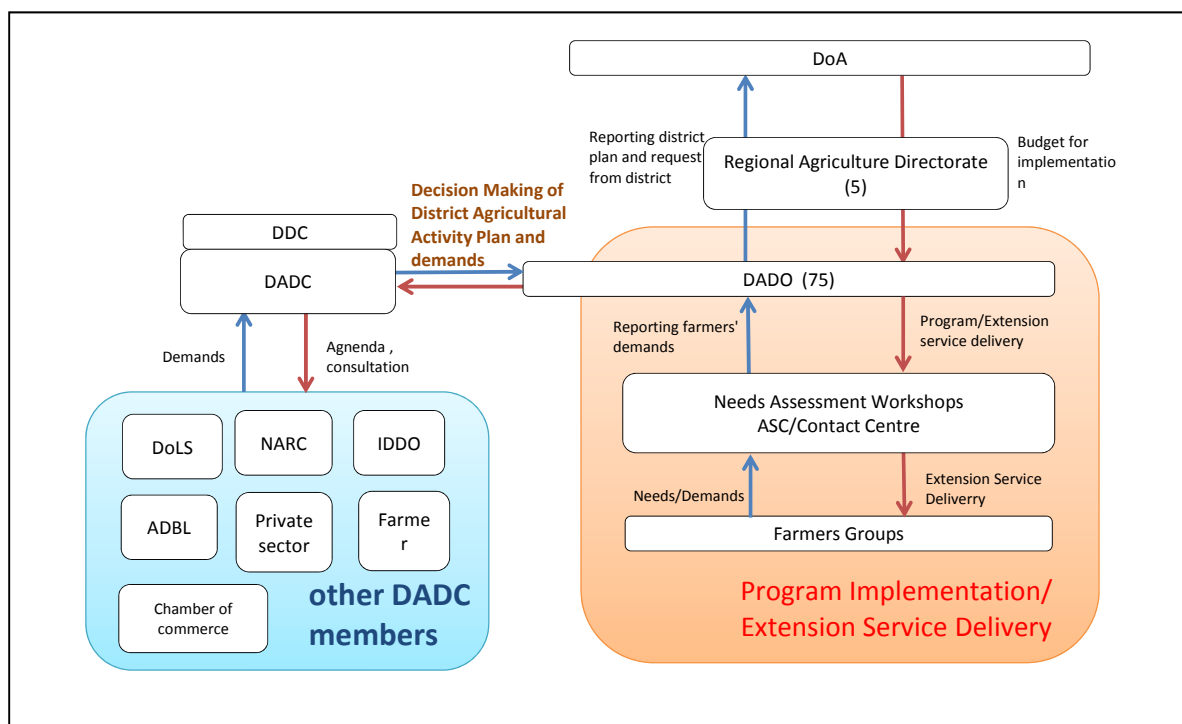 DoA
Reporting district
plan and request
from district
Regional Agriculture Directorate
(5)
Budget for
implementatio
n
Decision Making of
District Agricultural
Activity Plan and
demands
DDC
DADC
DADO (75)
Demands
Agnenda ,
consultation
Reporting farmers'
demands
Program/Extension
service delivery
Needs Assessment Workshops
ASC/Contact Centre
DoLS
NARC
IDDO
ADBL
Private
sector
Farme
r
Chamber of
commerce
other DADC
members
Needs/Demands
Extension Service
Deliverry
Farmers Groups
Program Implementation/
Extension Service Delivery